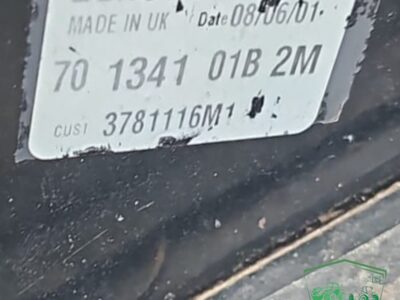 MADE IN UK Date 08/06/01
70 1341 01B 2M
CUST 3781116M1